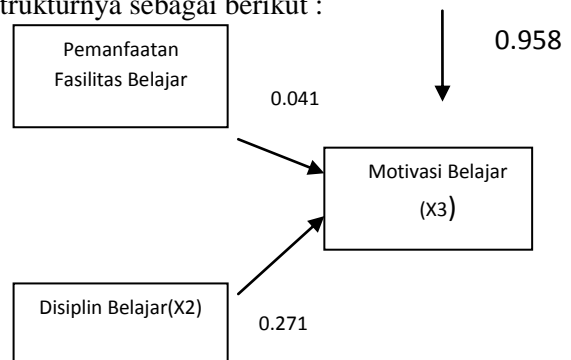 trukturnya sebagai berikut :
0.958
Pemanfaatan
Fasilitas Belajar
0.041
Motivasi Belajar
(X3)
Disiplin Belajar(X2)
0.271